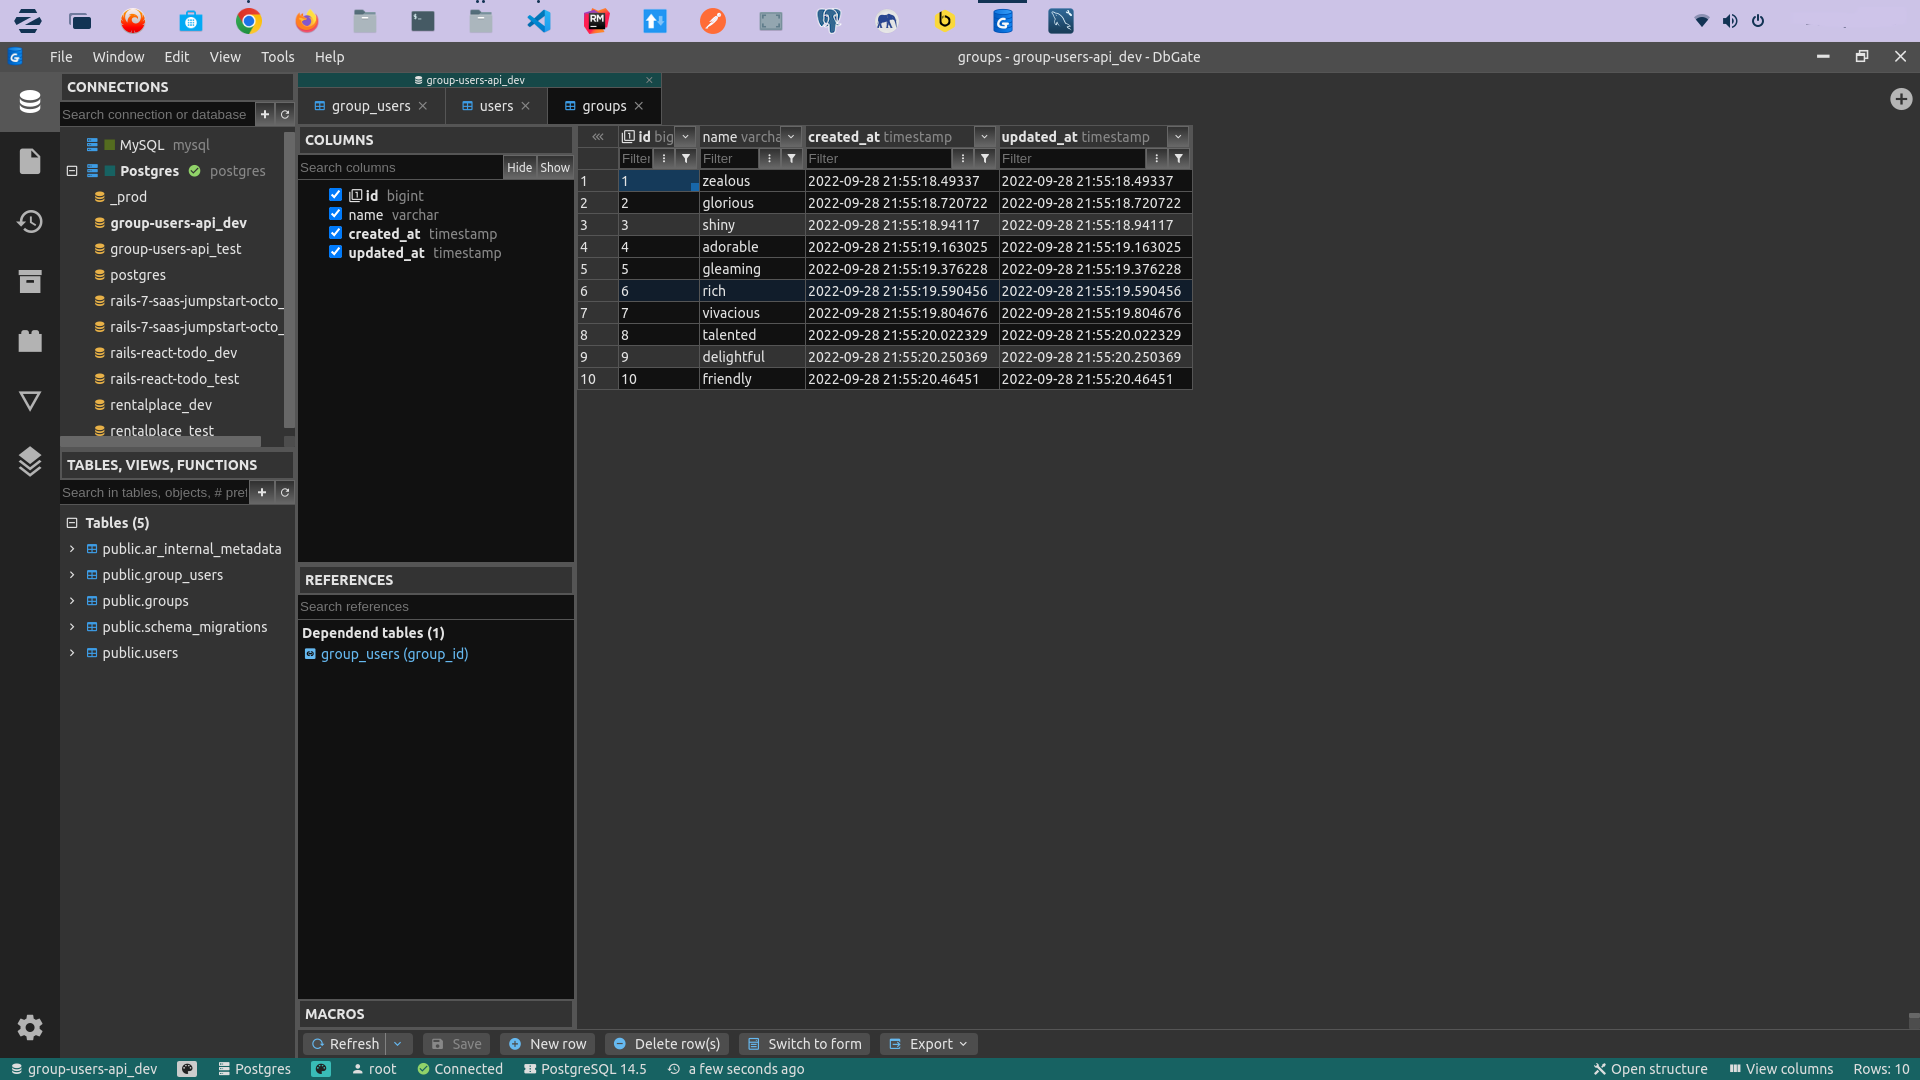 File Window Edit View Tools Help
groups - group-users-api_dev - DbGate
CONNECTIONS
Search connection or database
MySQL mysql
Postgres postgres
_prod
group-users-api_dev
group-users-api_test
postgres
rails-7-saas-jumpstart-octo_
rails-7-saas-jumpstart-octo_
rails-react-todo_dev
rails-react-todo_test
rentalplace_dev
rentalplace_test
TABLES, VIEWS, FUNCTIONS
Search in tables, objects, # pref
Tables (5)
public.ar_internal_metadata
public.group_users
public.groups
public.schema_migrations
public.users
group-users-api_dev
group_users users groups
COLUMNS
Search columns Hide Show
id bigint
name varchar
created_at timestamp
updated_at timestamp
REFERENCES
Search references
Dependend tables (1)
group_users (group_id)
MACROS
id big name varcha created_at timestamp updated_at timestamp
Filter Filter Filter Filter
1 1 zealous 2022-09-28 21:55:18.49337 2022-09-28 21:55:18.49337
2 2 glorious 2022-09-28 21:55:18.720722 2022-09-28 21:55:18.720722
3 3 shiny 2022-09-28 21:55:18.94117 2022-09-28 21:55:18.94117
4 4 adorable 2022-09-28 21:55:19.163025 2022-09-28 21:55:19.163025
5 5 gleaming 2022-09-28 21:55:19.376228 2022-09-28 21:55:19.376228
6 6 rich 2022-09-28 21:55:19.590456 2022-09-28 21:55:19.590456
7 7 vivacious 2022-09-28 21:55:19.804676 2022-09-28 21:55:19.804676
8 8 talented 2022-09-28 21:55:20.022329 2022-09-28 21:55:20.022329
9 9 delightful 2022-09-28 21:55:20.250369 2022-09-28 21:55:20.250369
10 10 friendly 2022-09-28 21:55:20.46451 2022-09-28 21:55:20.46451
Refresh Save New row Delete row(s) Switch to form Export
group-users-api_dev Postgres root Connected PostgreSQL 14.5 a few seconds ago Open structure View columns Rows: 10